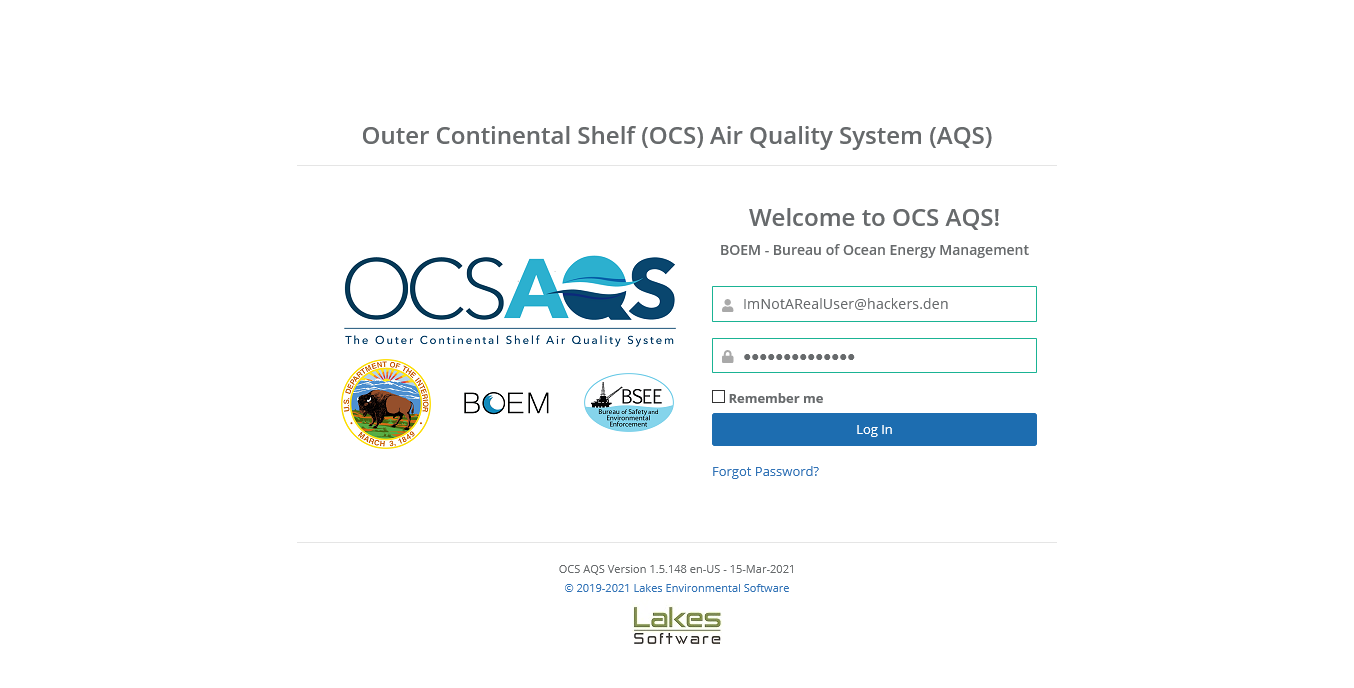 Outer Continental Shelf (OCS) Air Quality System (AQS)
Welcome to OCS AQS!
BOEM - Bureau of Ocean Energy Management
OCSAQS
The Outer Continental Shelf Air Quality System
U.S. DEPARTMENT OF THE INTERIOR
MARCH 3, 1849
BOEM
BSEE
Bureau of Safety and
Environmental
Enforcement
ImNotARealUser@hackers.den
••••••••••••••
Remember me
Log In
Forgot Password?
OCS AQS Version 1.5.148 en-US - 15-Mar-2021
© 2019-2021 Lakes Environmental Software
Lakes
Software